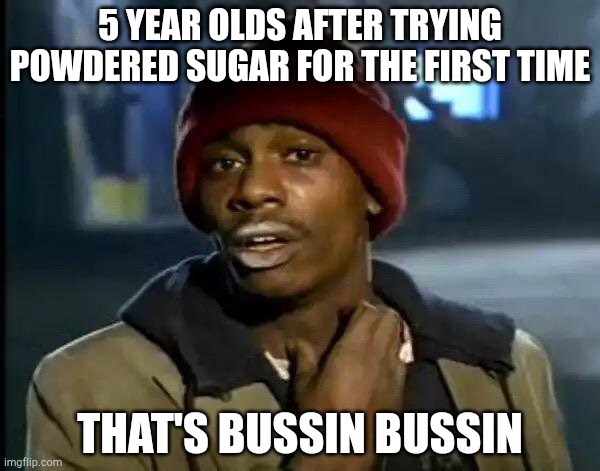 5 YEAR OLDS AFTER TRYING
POWDERED SUGAR FOR THE FIRST TIME
THAT'S BUSSIN BUSSIN
imgflip.com